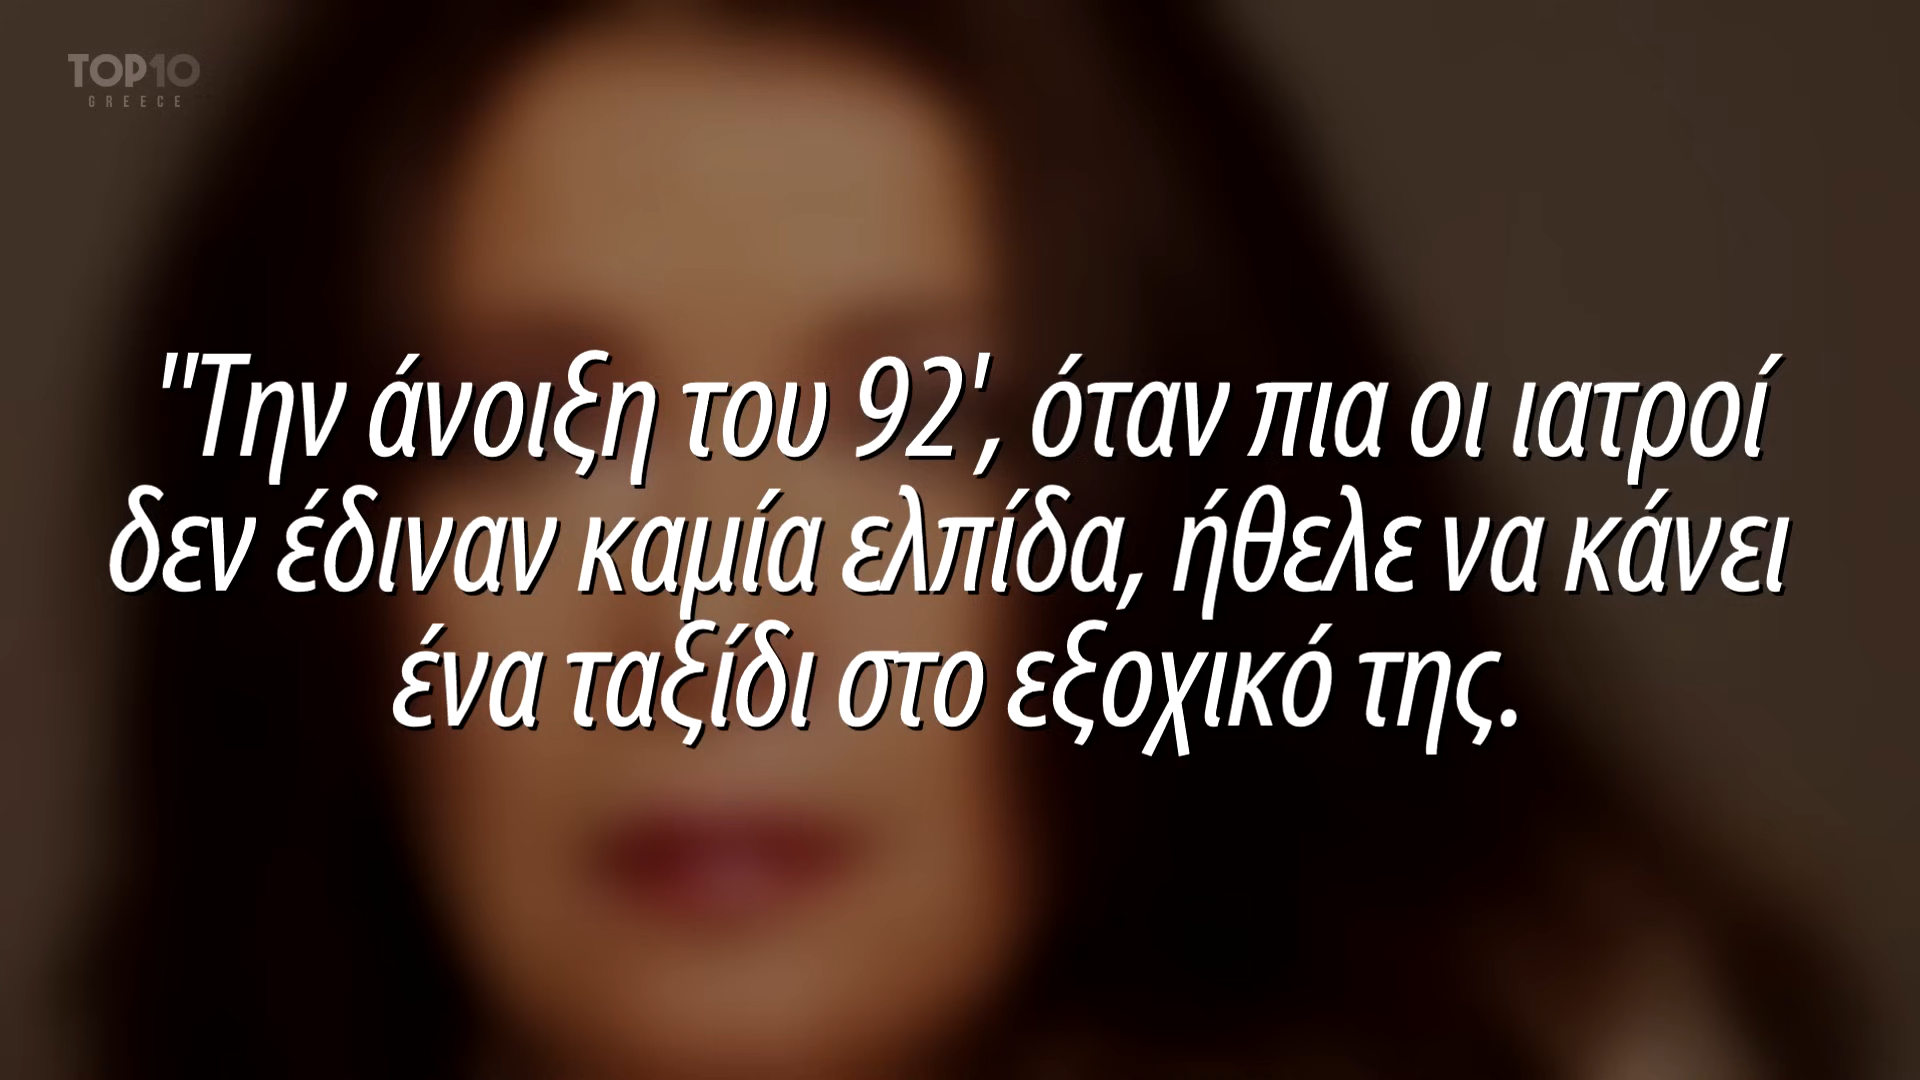 TOP10
GREECE
"Την άνοιξη του 92', όταν πια οι ιατροί
δεν έδιναν καμία ελπίδα, ήθελε να κάνει
ένα ταξίδι στο εξοχικό της.